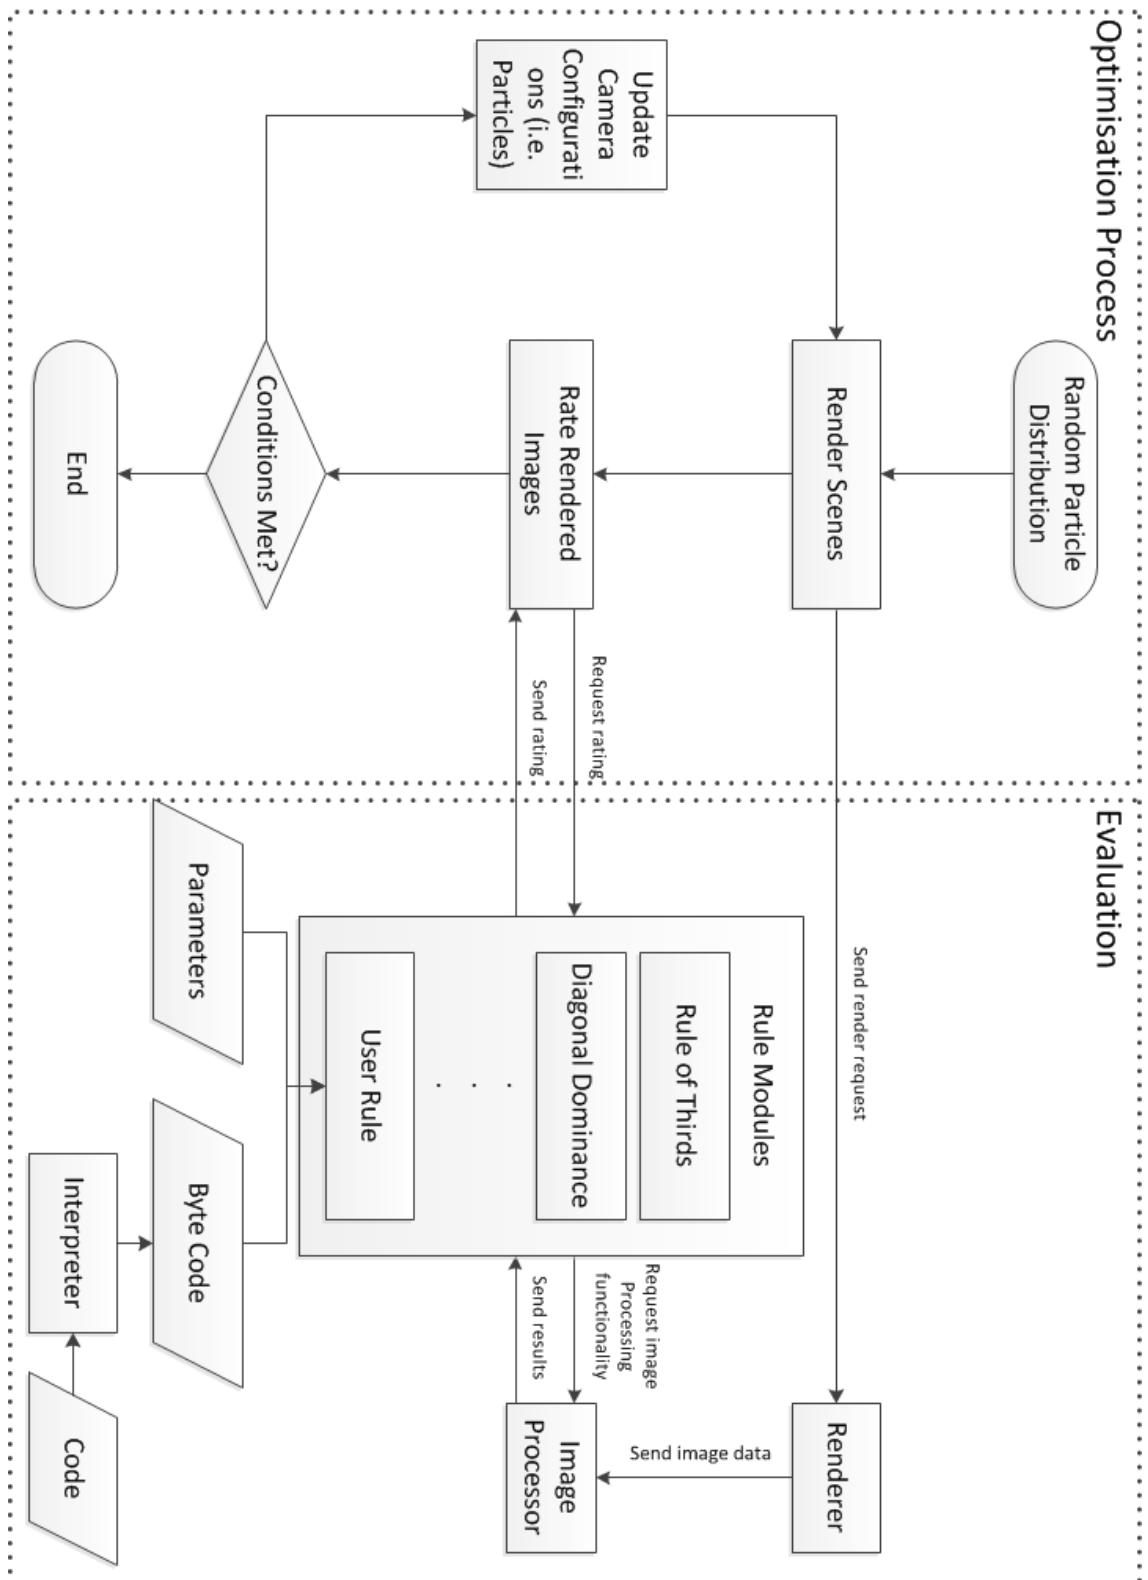 Optimisation Process
Random Particle
Distribution
Render Scenes
Update
Camera
Configurati
ons (i.e.
Particles)
Rate Rendered
Images
Conditions Met?
End
Request rating
Send rating
Evaluation
Send render request
Rule Modules
Rule of Thirds
Diagonal Dominance
. . .
User Rule
Renderer
Send image data
Request image
Processing
functionality
Send results
Image
Processor
Parameters
Byte Code
Interpreter
Code